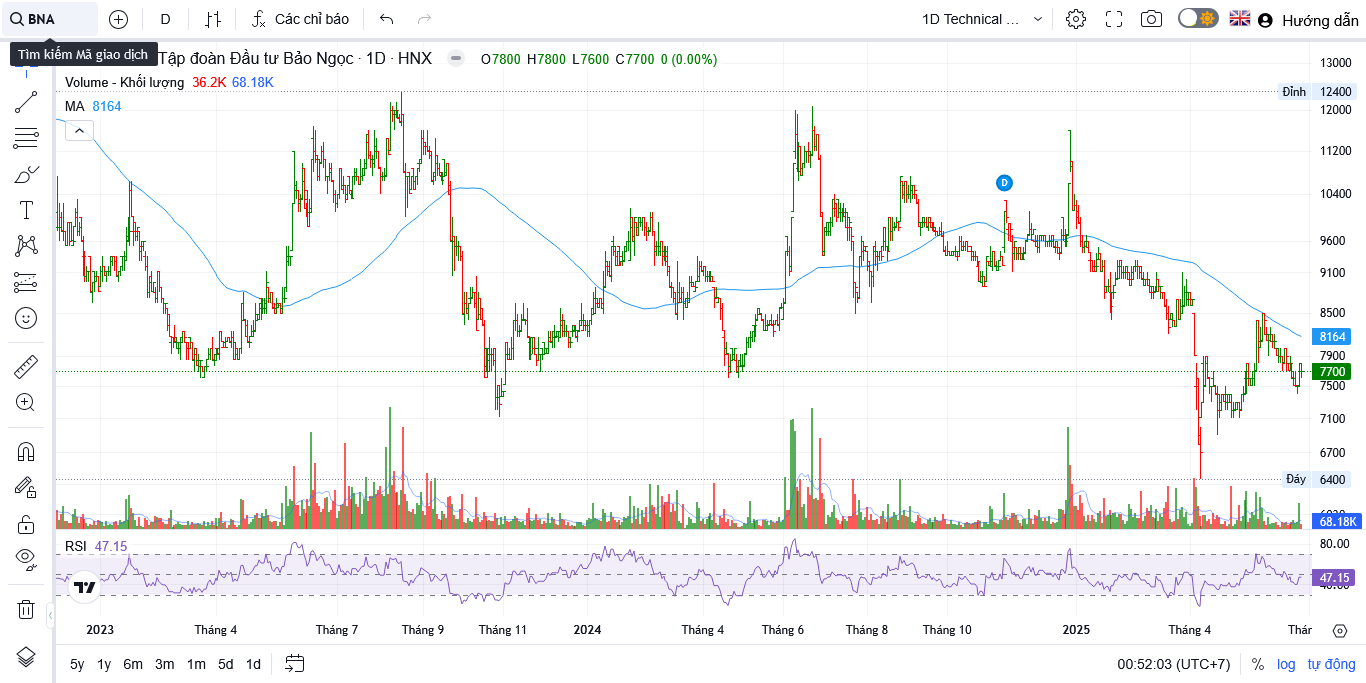 BNA D Các chỉ báo 1D Technical ... Hướng dẫn
Tìm kiếm Mã giao dịch
Tập đoàn Đầu tư Bảo Ngọc · 1D · HNX O7800 H7800 L7600 C7700 0 (0.00%)
Volume - Khối lượng 36.2K 68.18K
MA 8164
13000
Đỉnh 12400
12000
11200
10400
D
9600
9100
8500
8164
7900
7700
7500
7100
6700
Đáy 6400
68.18K
RSI 47.15
80.00
47.15
2023 Tháng 4 Tháng 7 Tháng 9 Tháng 11 2024 Tháng 4 Tháng 6 Tháng 8 Tháng 10 2025 Tháng 4 Thár
5y 1y 6m 3m 1m 5d 1d 00:52:03 (UTC+7) % log tự động